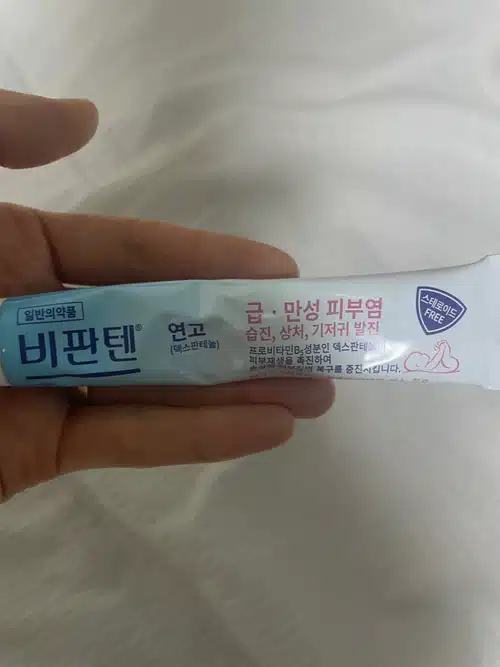 일반의약품
비판텐®
연고
(덱스판테놀)
급·만성 피부염
습진, 상처, 기저귀 발진
프로비타민B₅성분인 덱스판테놀이
피부재생을 촉진하여
복구를 증진시킵니다.
스테로이드
FREE